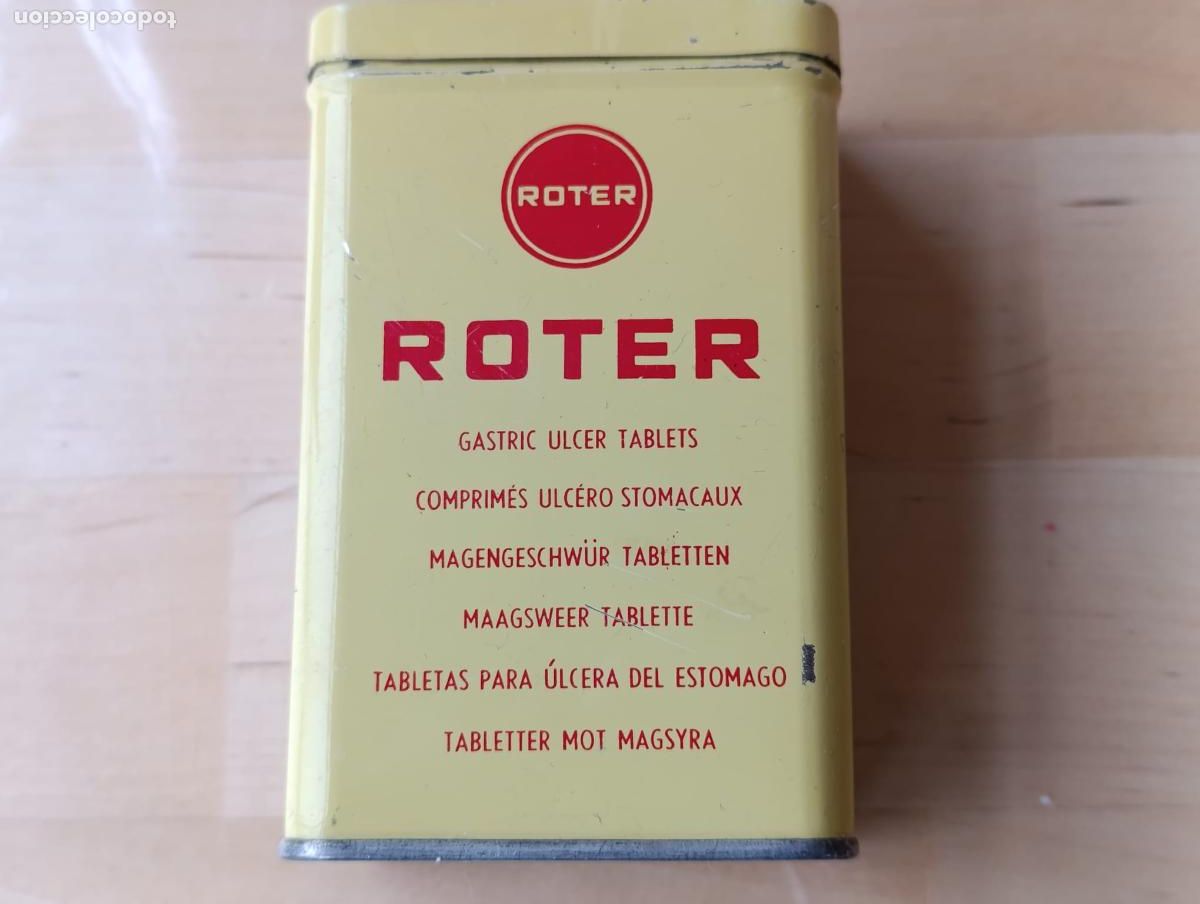 todocoleccion
ROTER
ROTER
GASTRIC ULCER TABLETS
COMPRIMÉS ULCÉRO STOMACAUX
MAGENGESCHWÜR TABLETTEN
MAAGSWEER TABLETTE
TABLETAS PARA ÚLCERA DEL ESTOMAGO
TABLETTER MOT MAGSYRA